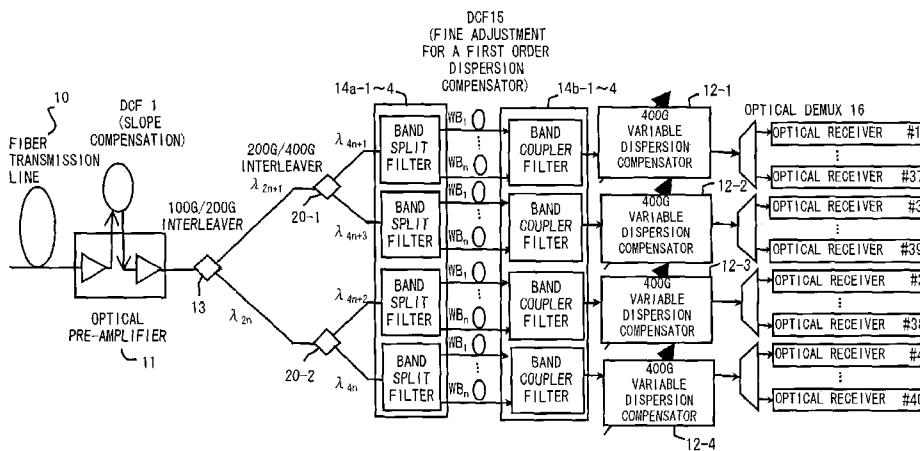 DCF15
(FINE ADJUSTMENT
FOR A FIRST ORDER
DISPERSION
COMPENSATOR)
10
FIBER
TRANSMISSION
LINE
DCF 1
(SLOPE
COMPENSATION)
OPTICAL
PRE-AMPLIFIER
11
100G/200G
INTERLEAVER
13
λ2n+1
λ2n
200G/400G
INTERLEAVER
20-1
20-2
λ4n+1
λ4n+3
λ4n+2
λ4n
14a-1~4
BAND
SPLIT
FILTER
BAND
SPLIT
FILTER
BAND
SPLIT
FILTER
BAND
SPLIT
FILTER
WB1
WBn
WB1
WBn
WB1
WBn
WB1
WBn
14b-1~4
BAND
COUPLER
FILTER
BAND
COUPLER
FILTER
BAND
COUPLER
FILTER
BAND
COUPLER
FILTER
12-1
400G
VARIABLE
DISPERSION
COMPENSATOR
12-2
400G
VARIABLE
DISPERSION
COMPENSATOR
12-3
400G
VARIABLE
DISPERSION
COMPENSATOR
400G
VARIABLE
DISPERSION
COMPENSATOR
12-4
OPTICAL DEMUX 16
OPTICAL RECEIVER #1
OPTICAL RECEIVER #37
OPTICAL RECEIVER #3
OPTICAL RECEIVER #39
OPTICAL RECEIVER #2
OPTICAL RECEIVER #38
OPTICAL RECEIVER #4
OPTICAL RECEIVER #40